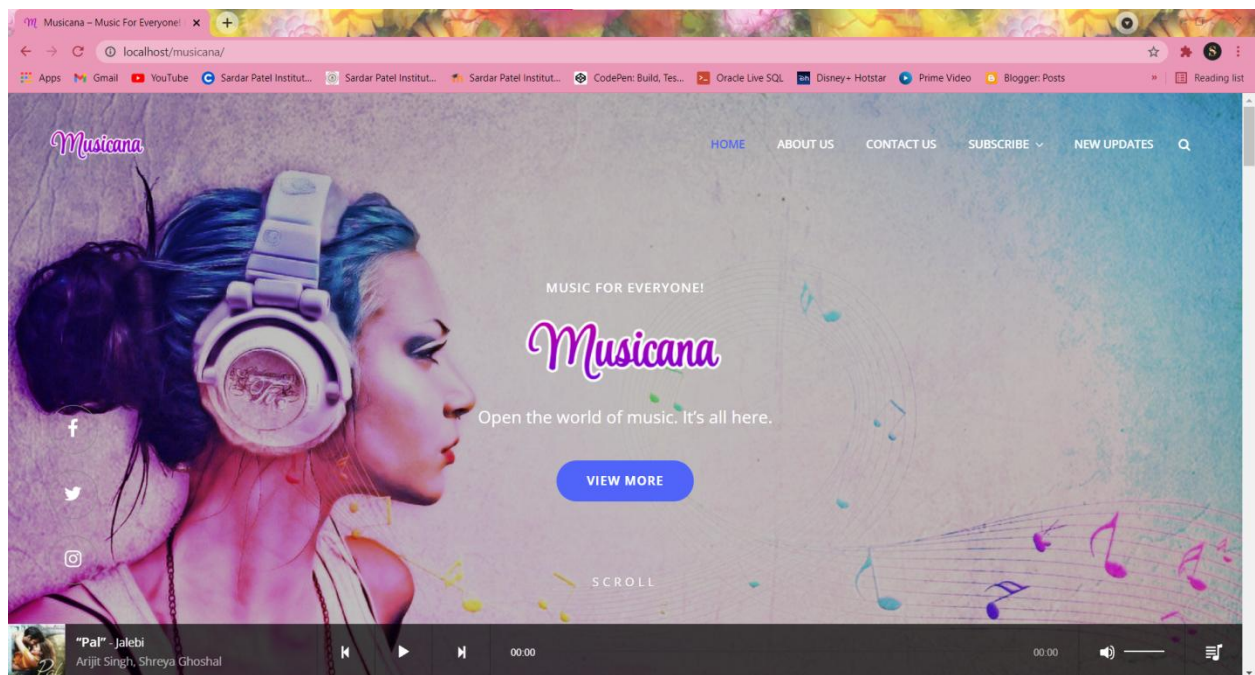 Musicana – Music For Everyone!
localhost/musicana/
Apps Gmail YouTube Sardar Patel Institut... Sardar Patel Institut... Sardar Patel Institut... CodePen: Build, Tes... Oracle Live SQL Disney+ Hotstar Prime Video Blogger: Posts » Reading list
Musicana HOME ABOUT US CONTACT US SUBSCRIBE NEW UPDATES
MUSIC FOR EVERYONE!
Musicana
Open the world of music. It’s all here.
VIEW MORE
SCROLL
“Pal” - Jalebi
Arijit Singh, Shreya Ghoshal
00:00 00:00
Pal